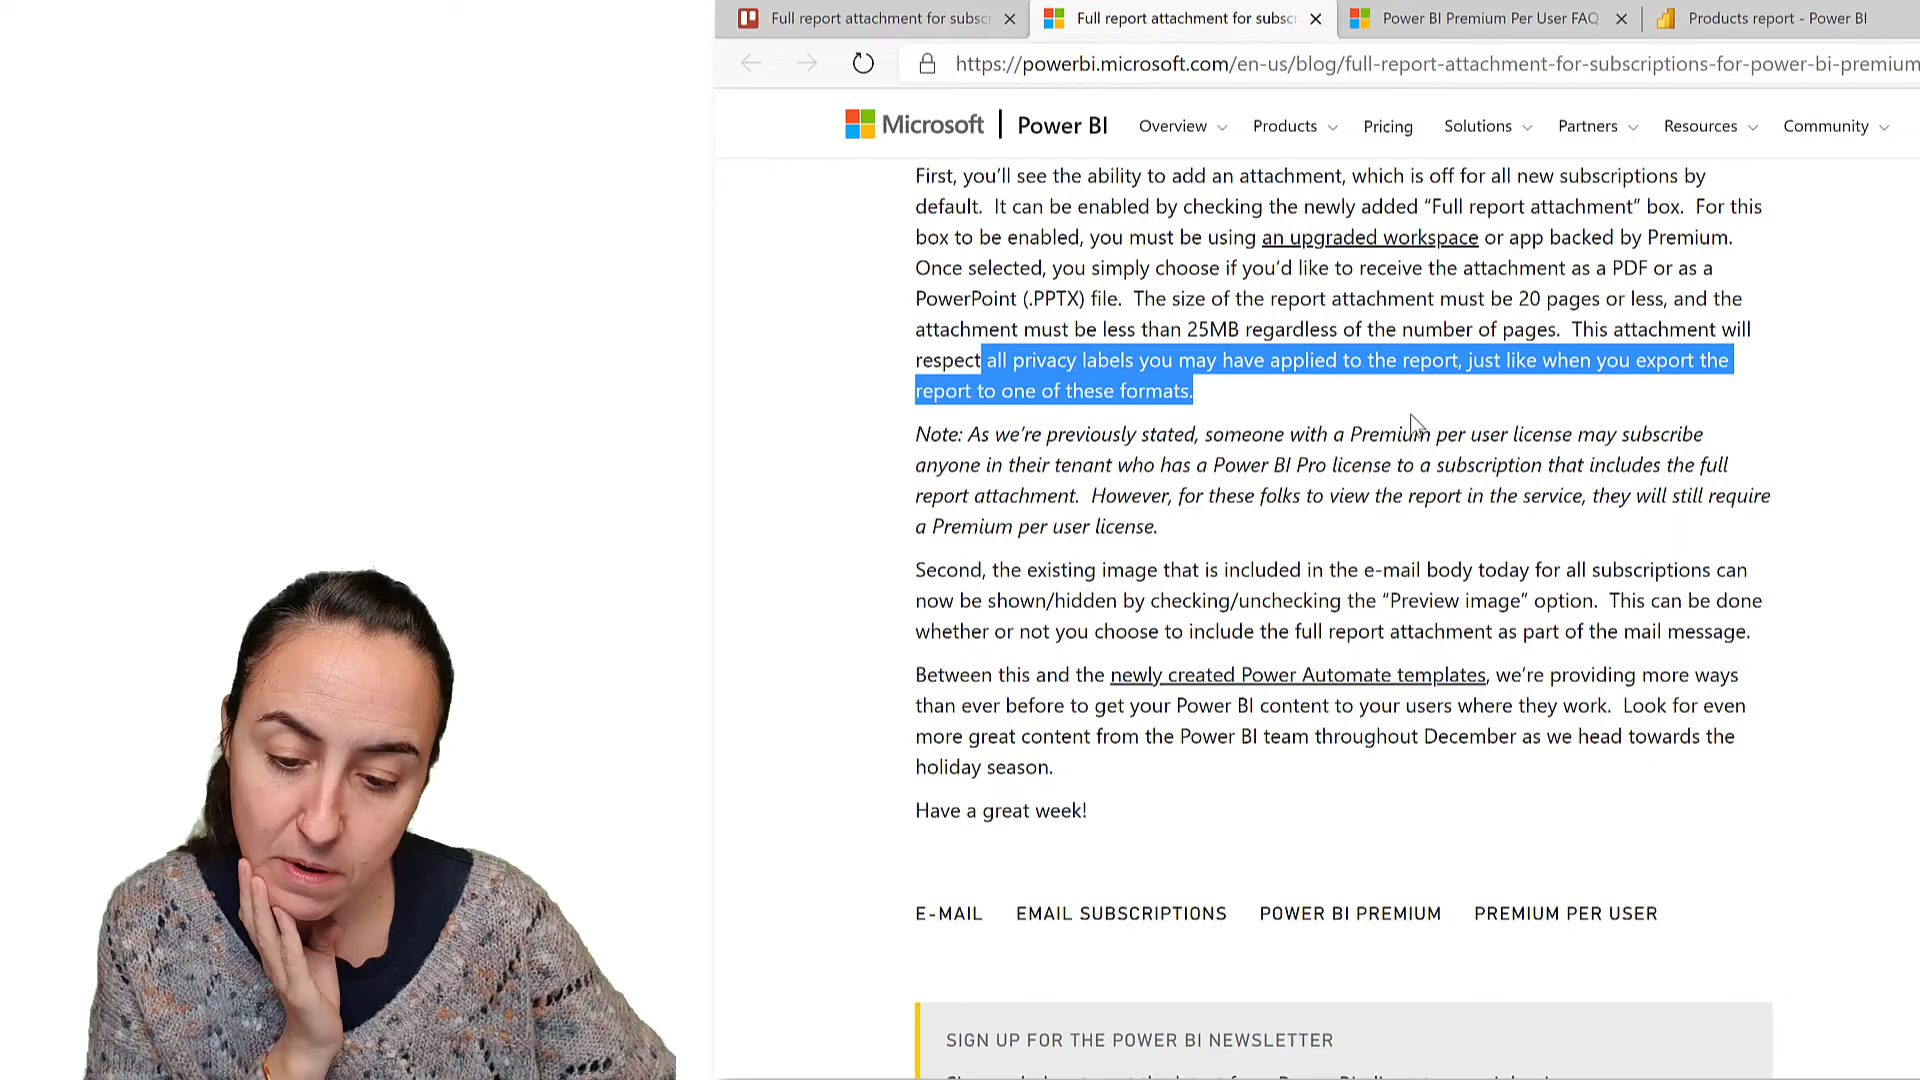 Full report attachment for subsc
Full report attachment for subsc
Power BI Premium Per User FAQ
Products report - Power BI
https://powerbi.microsoft.com/en-us/blog/full-report-attachment-for-subscriptions-for-power-bi-premium
Microsoft | Power BI
Overview
Products
Pricing
Solutions
Partners
Resources
Community
First, you’ll see the ability to add an attachment, which is off for all new subscriptions by
default.  It can be enabled by checking the newly added “Full report attachment” box.  For this
box to be enabled, you must be using an upgraded workspace or app backed by Premium.
Once selected, you simply choose if you’d like to receive the attachment as a PDF or as a
PowerPoint (.PPTX) file.  The size of the report attachment must be 20 pages or less, and the
attachment must be less than 25MB regardless of the number of pages.  This attachment will
respect all privacy labels you may have applied to the report, just like when you export the
report to one of these formats.
Note: As we’re previously stated, someone with a Premium per user license may subscribe
anyone in their tenant who has a Power BI Pro license to a subscription that includes the full
report attachment.  However, for these folks to view the report in the service, they will still require
a Premium per user license.
Second, the existing image that is included in the e-mail body today for all subscriptions can
now be shown/hidden by checking/unchecking the “Preview image” option.  This can be done
whether or not you choose to include the full report attachment as part of the mail message.
Between this and the newly created Power Automate templates, we’re providing more ways
than ever before to get your Power BI content to your users where they work.  Look for even
more great content from the Power BI team throughout December as we head towards the
holiday season.
Have a great week!
E-MAIL
EMAIL SUBSCRIPTIONS
POWER BI PREMIUM
PREMIUM PER USER
SIGN UP FOR THE POWER BI NEWSLETTER